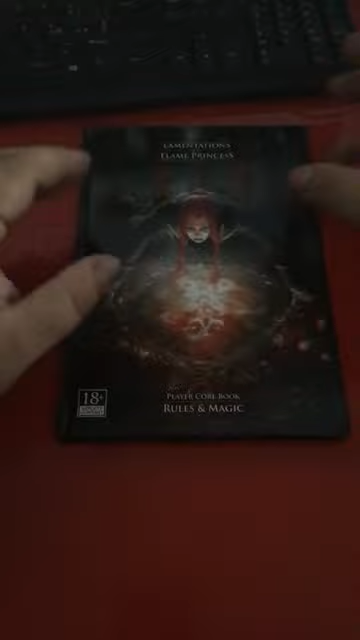 LAMENTATIONS
FLAME PRINCESS
18+
PLAYER CORE BOOK
RULES & MAGIC